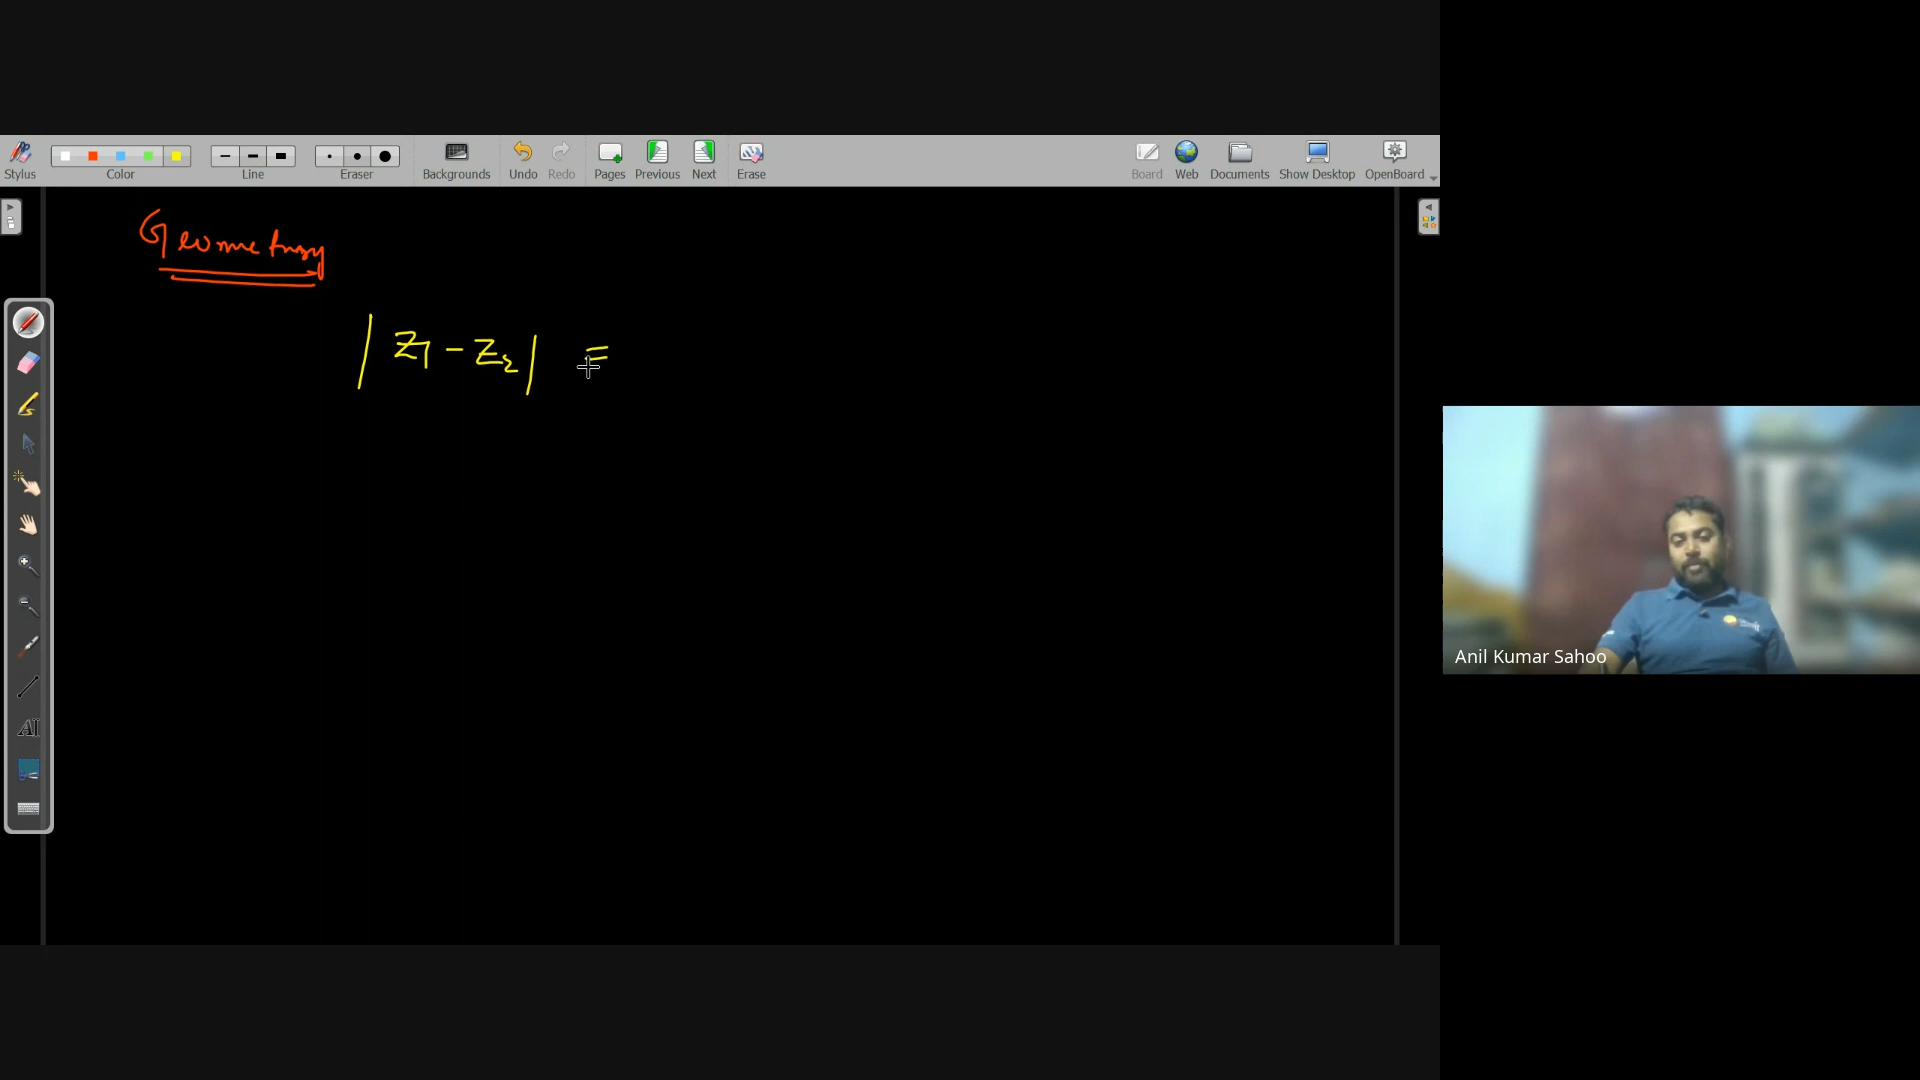 Stylus Color Line Eraser Backgrounds Undo Redo Pages Previous Next Erase Board Web Documents Show Desktop OpenBoard
Geometry
| Z1 - Z2 | =
AI
Anil Kumar Sahoo